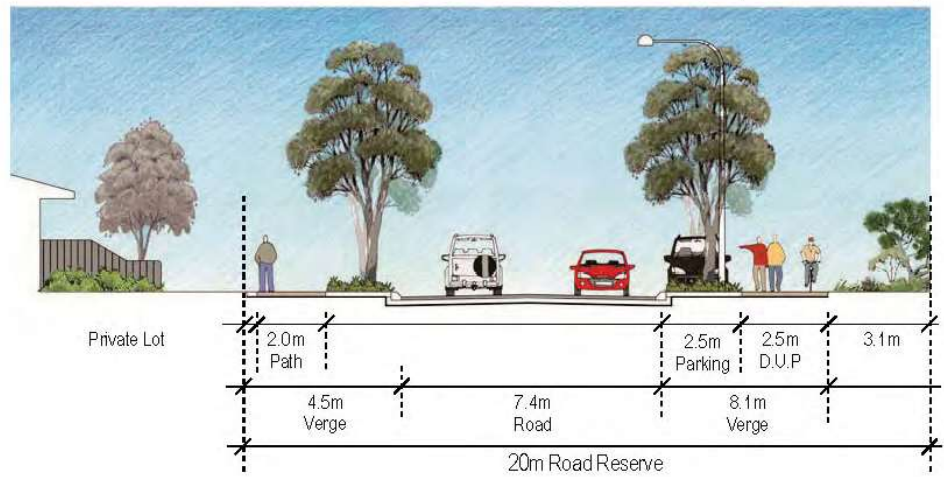 Private Lot
2.0m
Path
2.5m
Parking
2.5m
D.U.P
3.1m
4.5m
Verge
7.4m
Road
8.1m
Verge
20m Road Reserve